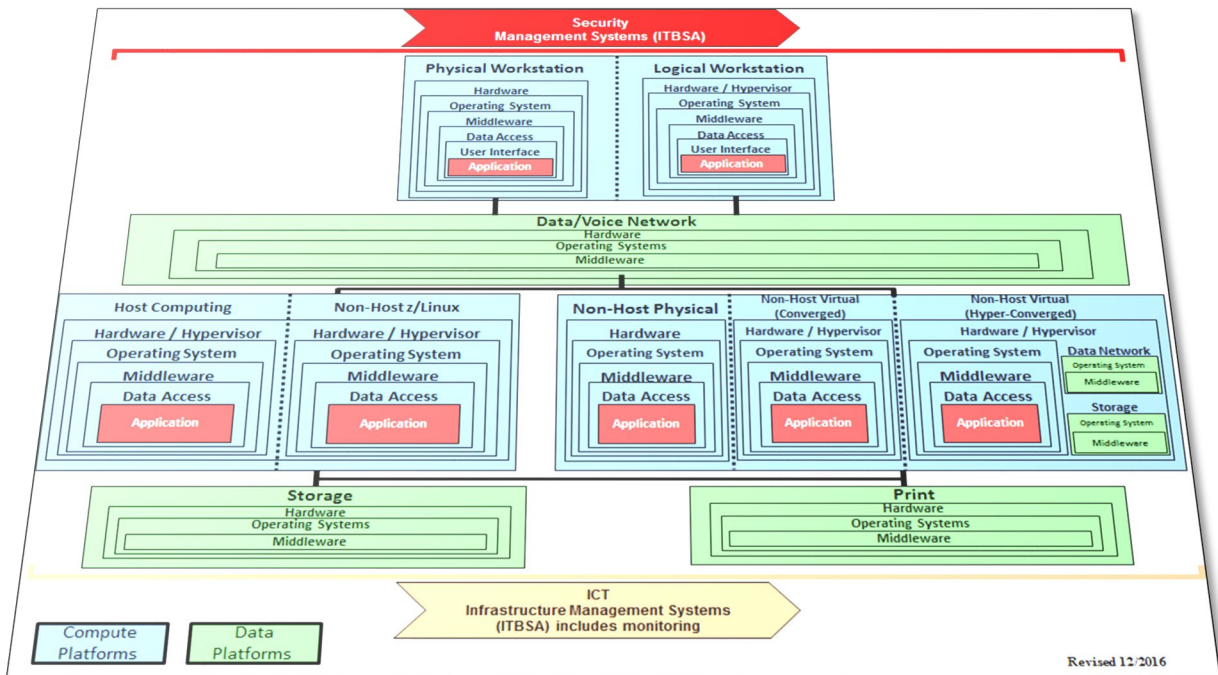 Security
Management Systems (ITBSA)
Physical Workstation
Hardware
Operating System
Middleware
Data Access
User Interface
Application
Logical Workstation
Hardware / Hypervisor
Operating System
Middleware
Data Access
User Interface
Application
Data/Voice Network
Hardware
Operating Systems
Middleware
Host Computing
Hardware / Hypervisor
Operating System
Middleware
Data Access
Application
Non-Host z/Linux
Hardware / Hypervisor
Operating System
Middleware
Data Access
Application
Non-Host Physical
Hardware
Operating System
Middleware
Data Access
Application
Non-Host Virtual
(Converged)
Hardware / Hypervisor
Operating System
Middleware
Data Access
Application
Non-Host Virtual
(Hyper-Converged)
Hardware / Hypervisor
Operating System
Middleware
Data Access
Application
Data Network
Operating System
Middleware
Storage
Operating System
Middleware
Storage
Hardware
Operating Systems
Middleware
Print
Hardware
Operating Systems
Middleware
ICT
Infrastructure Management Systems
(ITBSA) includes monitoring
Compute
Platforms
Data
Platforms
Revised 12/2016